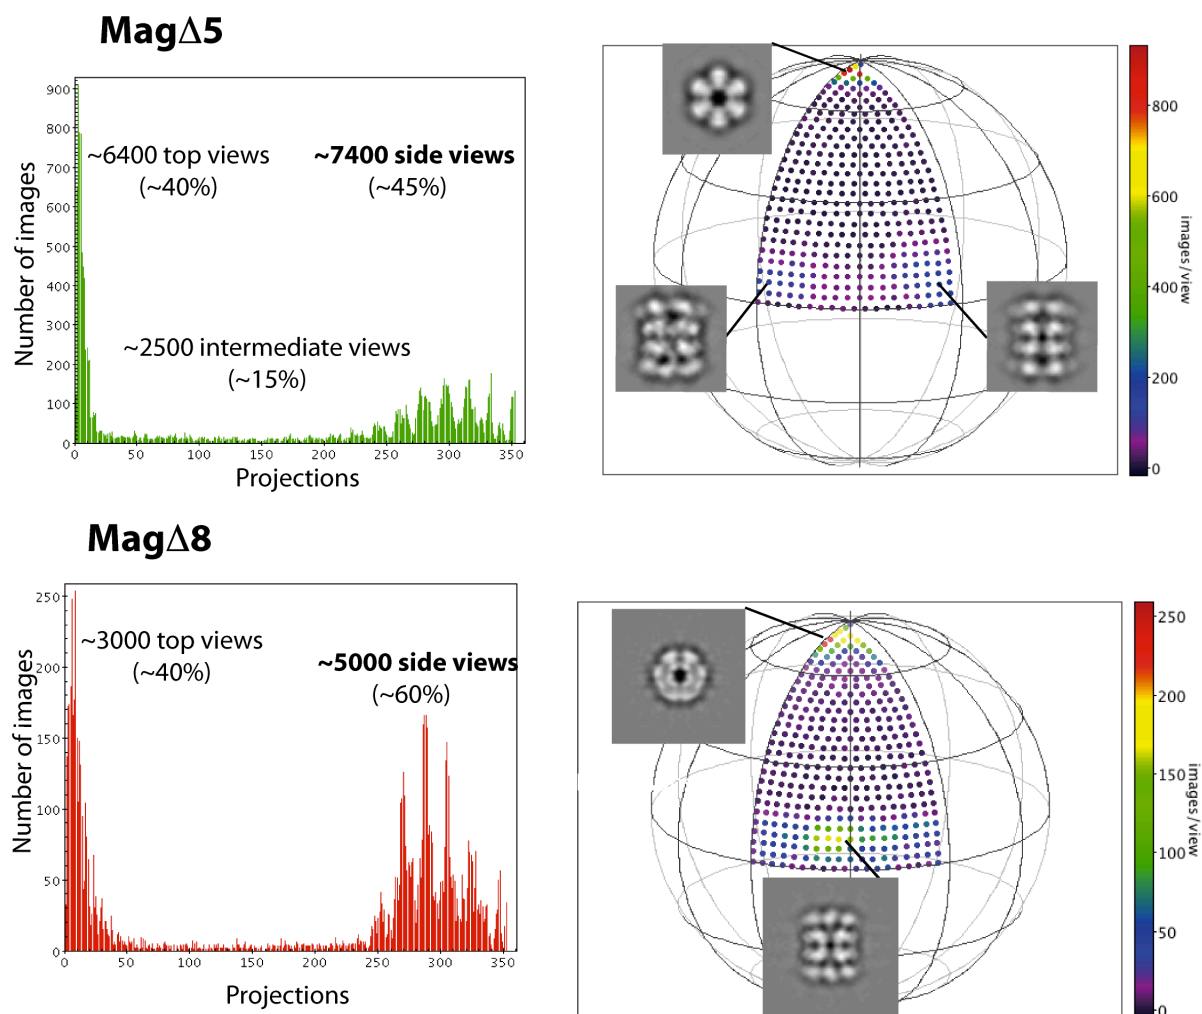 MagΔ5
900
800
700
600
500
400
300
200
100
0
Number of images
~6400 top views
(~40%)
~7400 side views
(~45%)
~2500 intermediate views
(~15%)
0 50 100 150 200 250 300 350
Projections
800
600
400
200
0
images/view
MagΔ8
250
200
150
100
50
0
Number of images
~3000 top views
(~40%)
~5000 side views
(~60%)
0 50 100 150 200 250 300 350
Projections
250
200
150
100
50
0
images/view